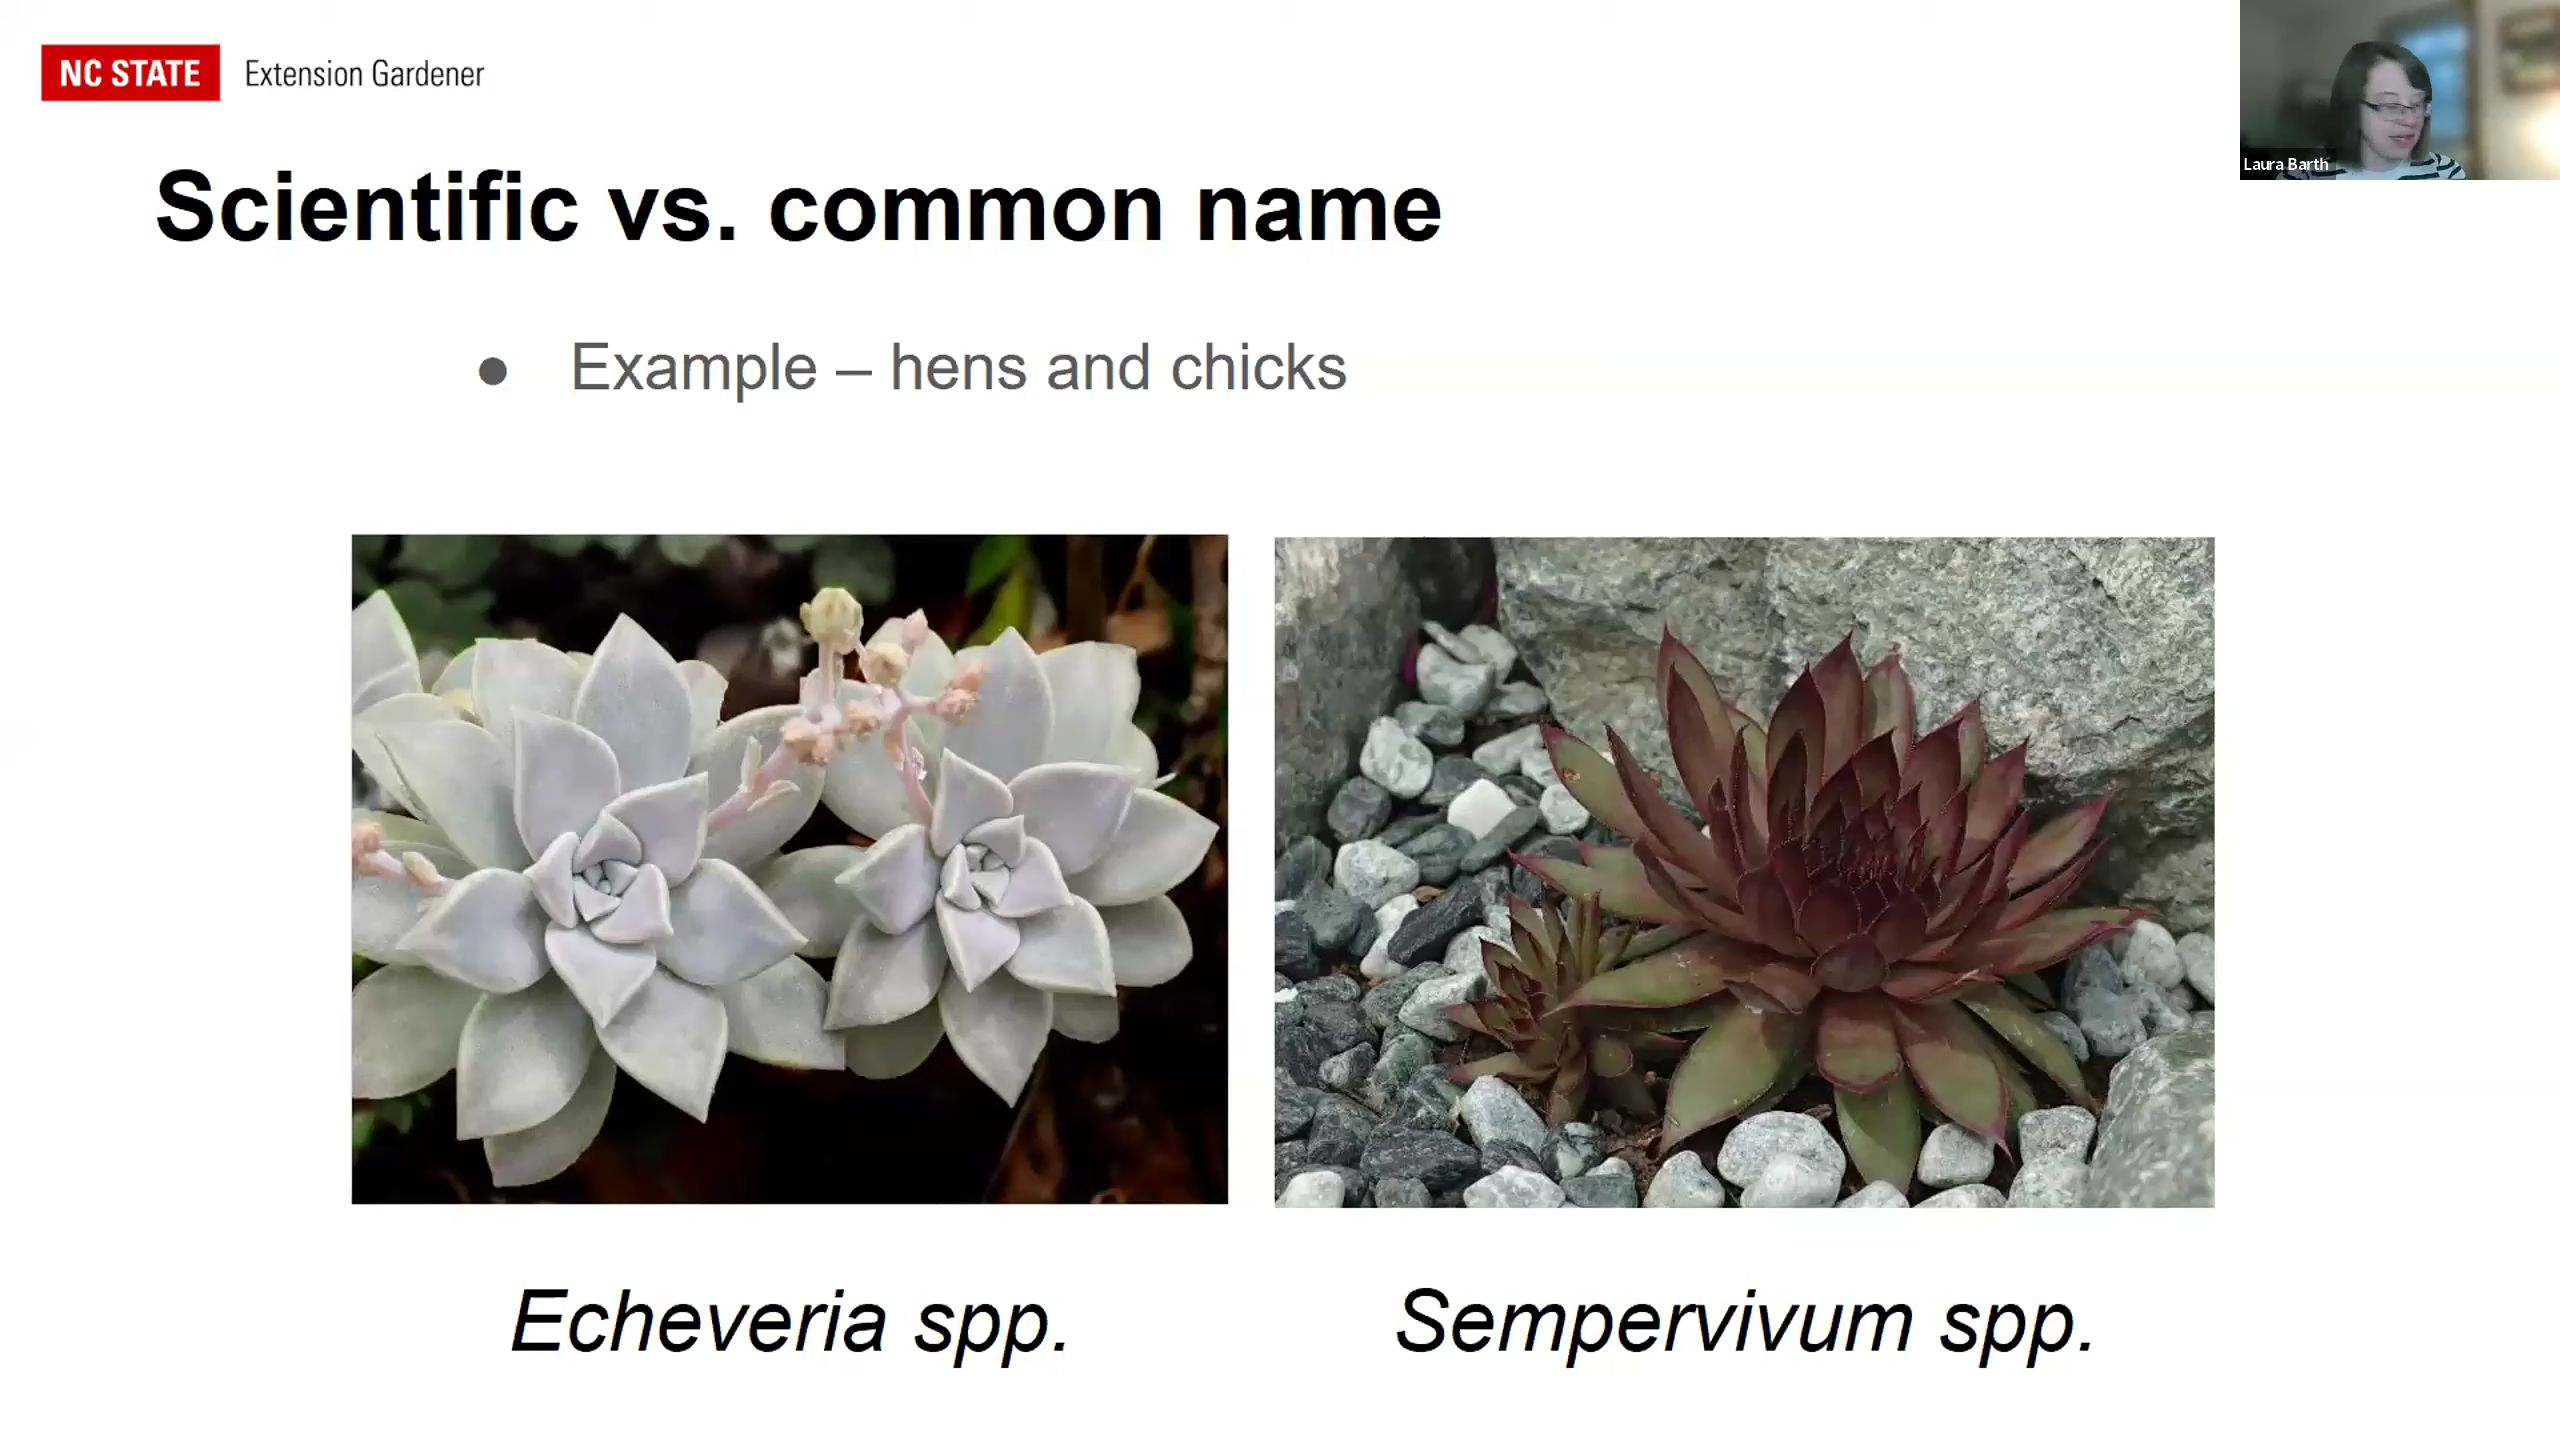 NC STATE Extension Gardener
Laura Barth
Scientific vs. common name
● Example – hens and chicks
Echeveria spp.
Sempervivum spp.